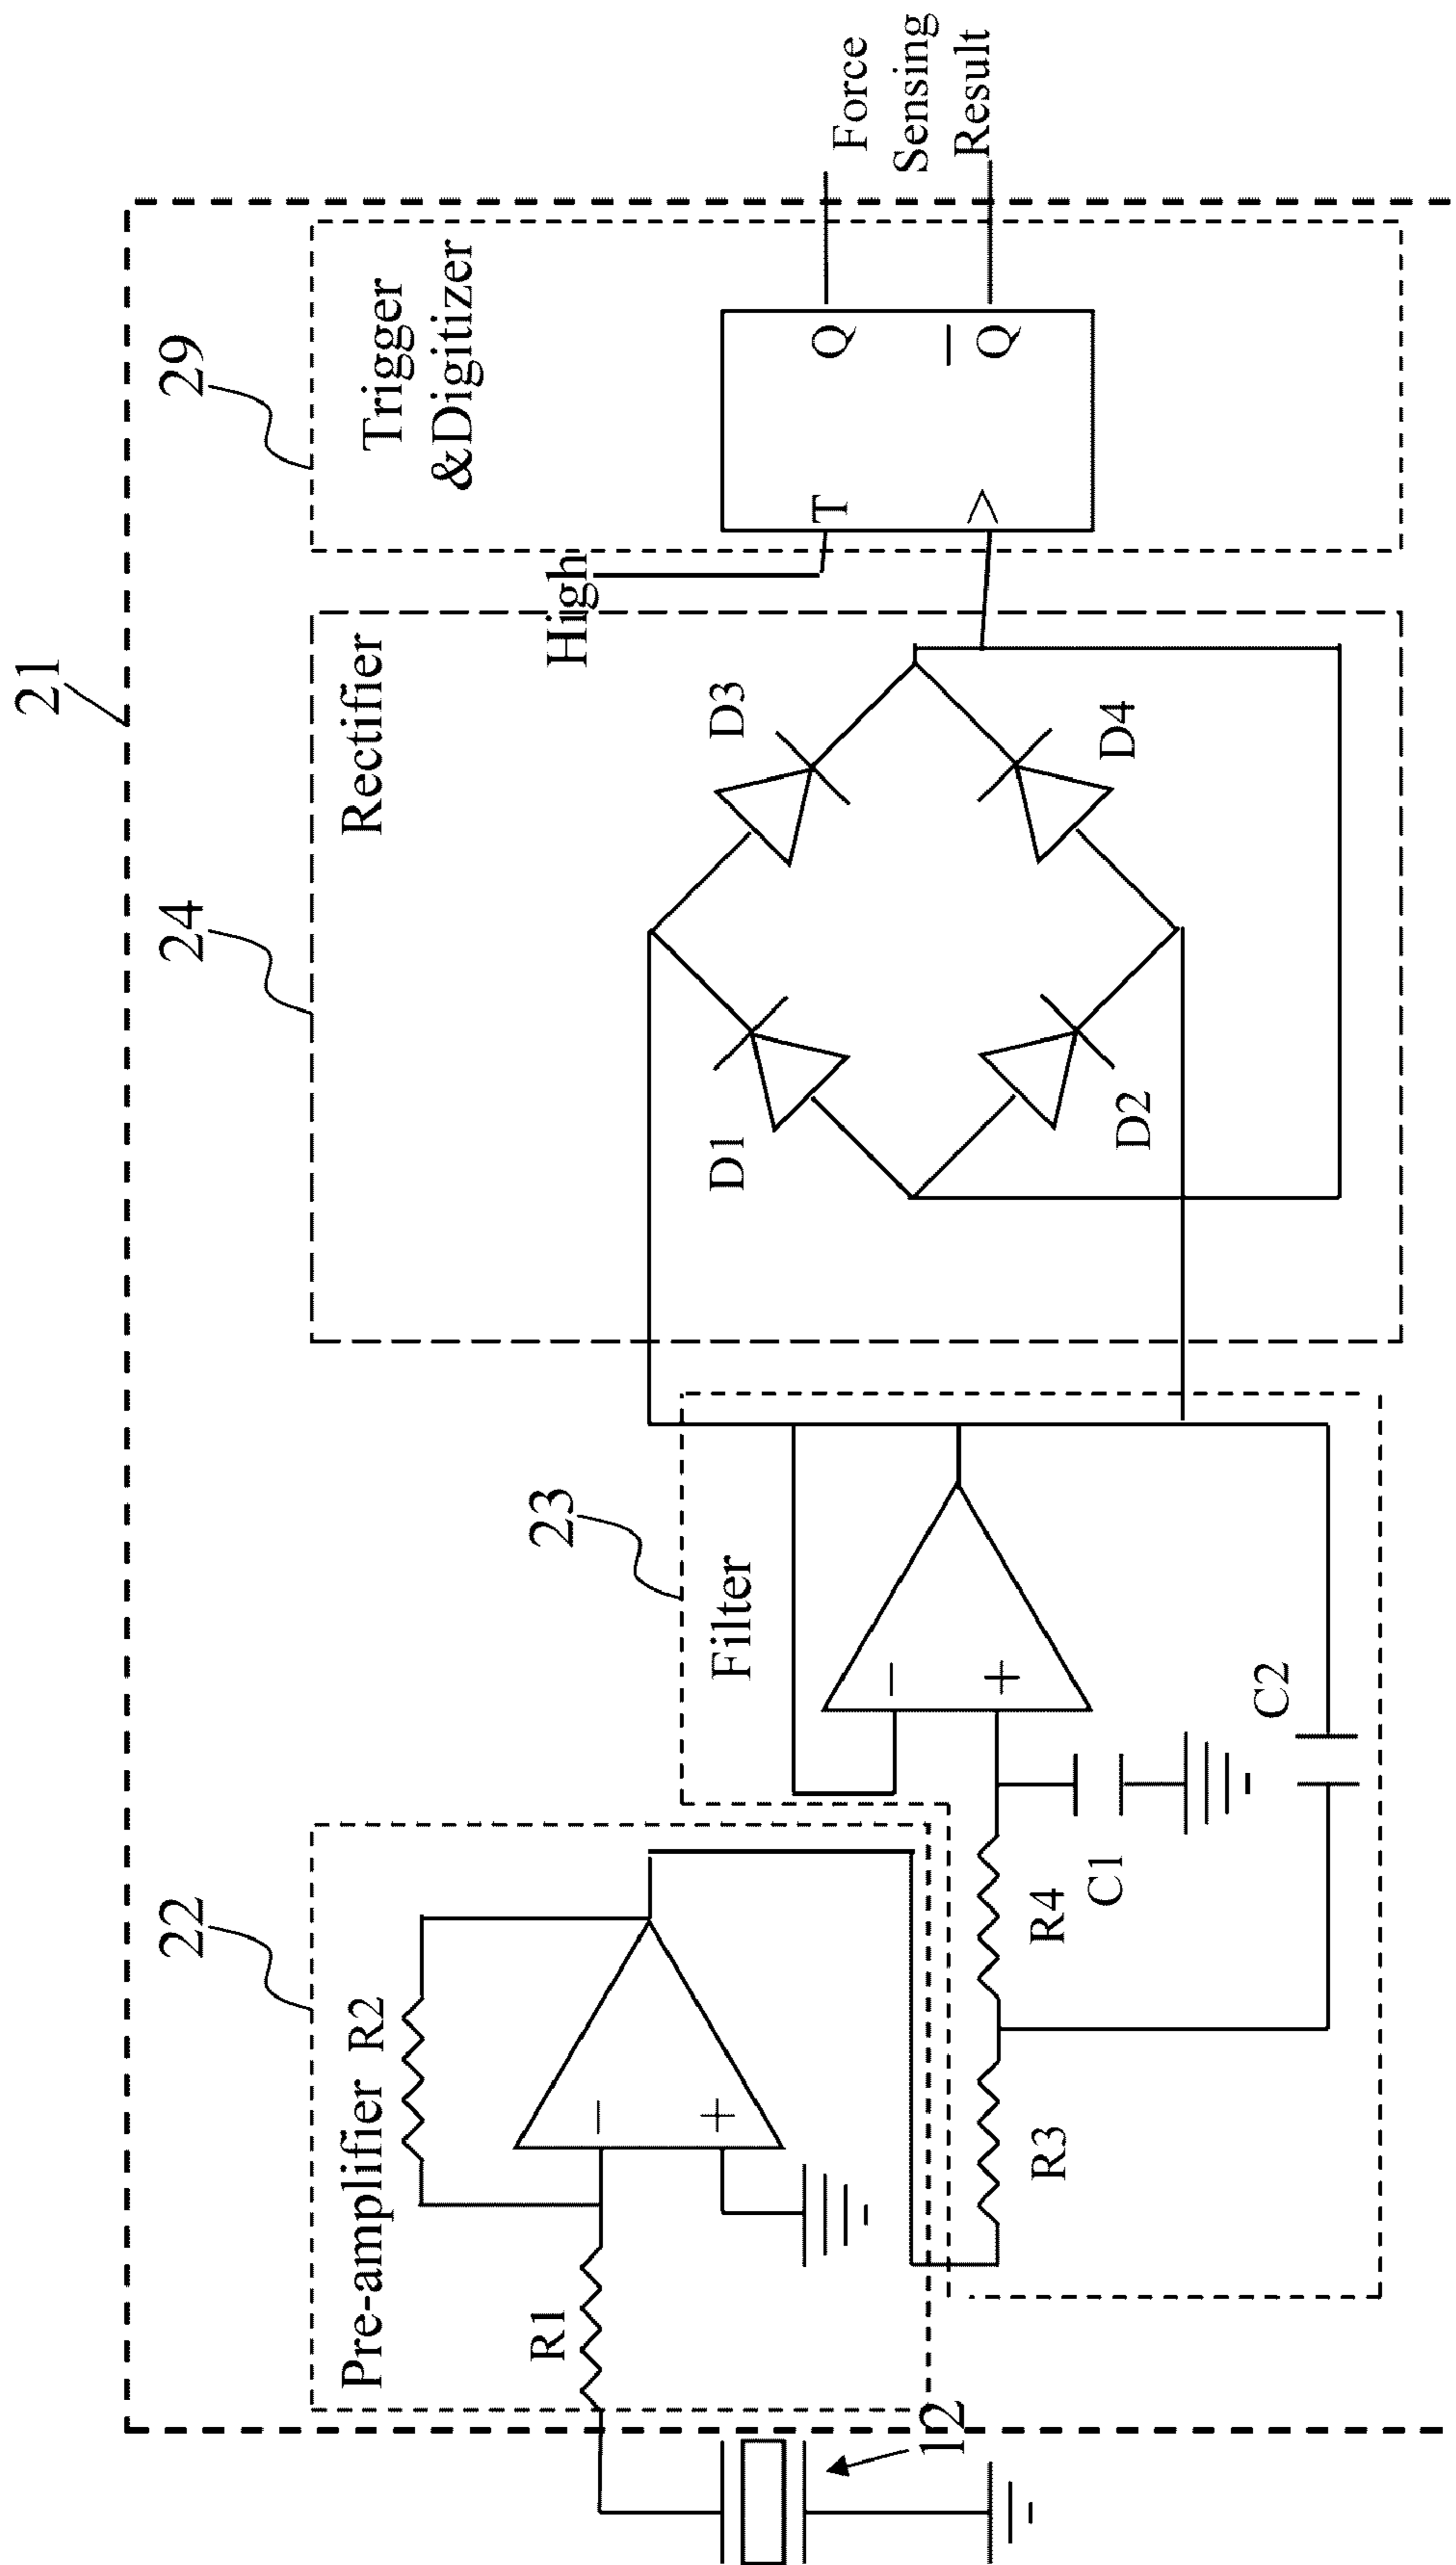 21
22
23
24
29
12
Pre-amplifier
R1
R2
−
+
Filter
R3
R4
C1
C2
−
+
Rectifier
D1
D2
D3
D4
High
Trigger
&Digitizer
T
>
Q
Q̅
Force
Sensing
Result